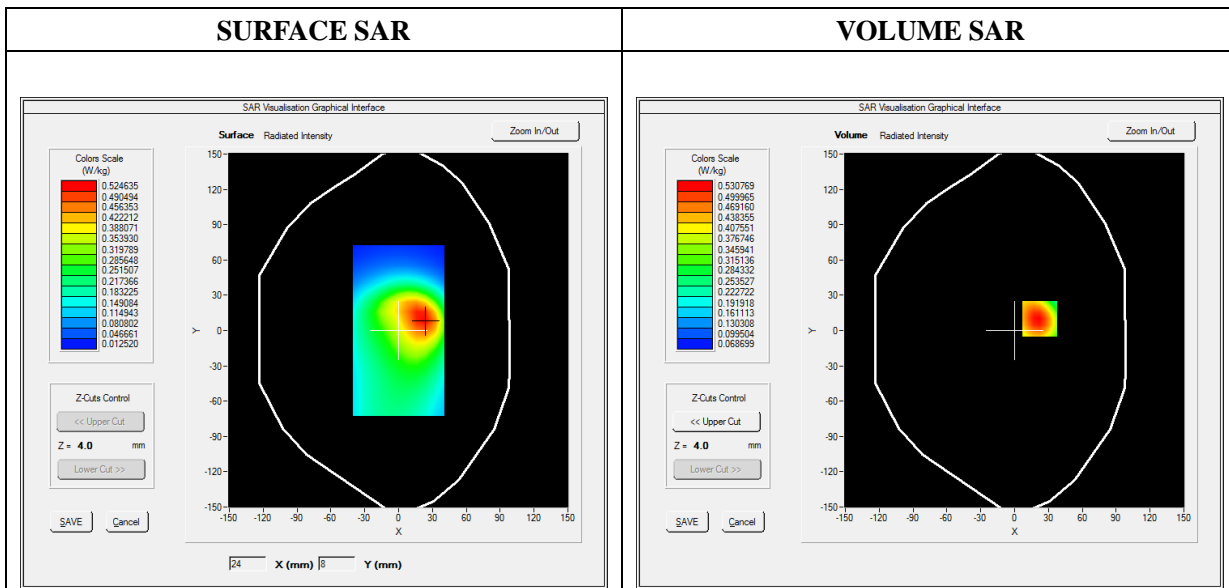 SURFACE SAR
VOLUME SAR
SAR Visualisation Graphical Interface
Surface Radiated Intensity
Zoom In/Out
Colors Scale
(W/kg)
0.524635
0.490494
0.456353
0.422212
0.388071
0.353930
0.319789
0.285648
0.251507
0.217366
0.183225
0.149084
0.114943
0.080802
0.046661
0.012520
Z-Cuts Control
<< Upper Cut
Z = 4.0 mm
Lower Cut >>
SAVE Cancel
150
120
90
60
30
0
-30
-60
-90
-120
-150
Y
-150 -120 -90 -60 -30 0 30 60 90 120 150
X
24 X (mm) 8 Y (mm)
SAR Visualisation Graphical Interface
Volume Radiated Intensity
Zoom In/Out
Colors Scale
(W/kg)
0.530769
0.499965
0.469160
0.438355
0.407551
0.376746
0.345941
0.315136
0.284332
0.253527
0.222722
0.191918
0.161113
0.130308
0.099504
0.068699
Z-Cuts Control
<< Upper Cut
Z = 4.0 mm
Lower Cut >>
SAVE Cancel
150
120
90
60
30
0
-30
-60
-90
-120
-150
Y
-150 -120 -90 -60 -30 0 30 60 90 120 150
X